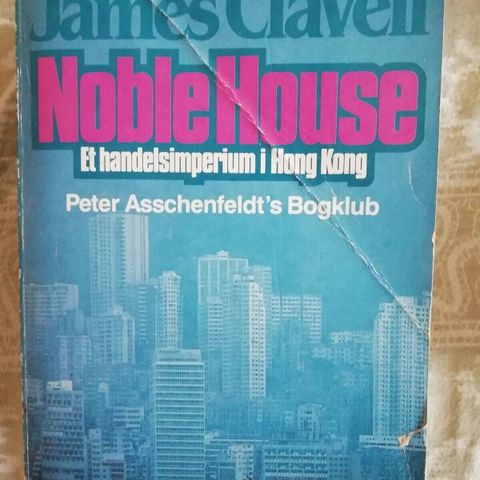 James Clavell
Noble House
Et handelsimperium i Hong Kong
Peter Asschenfeldt's Bogklub